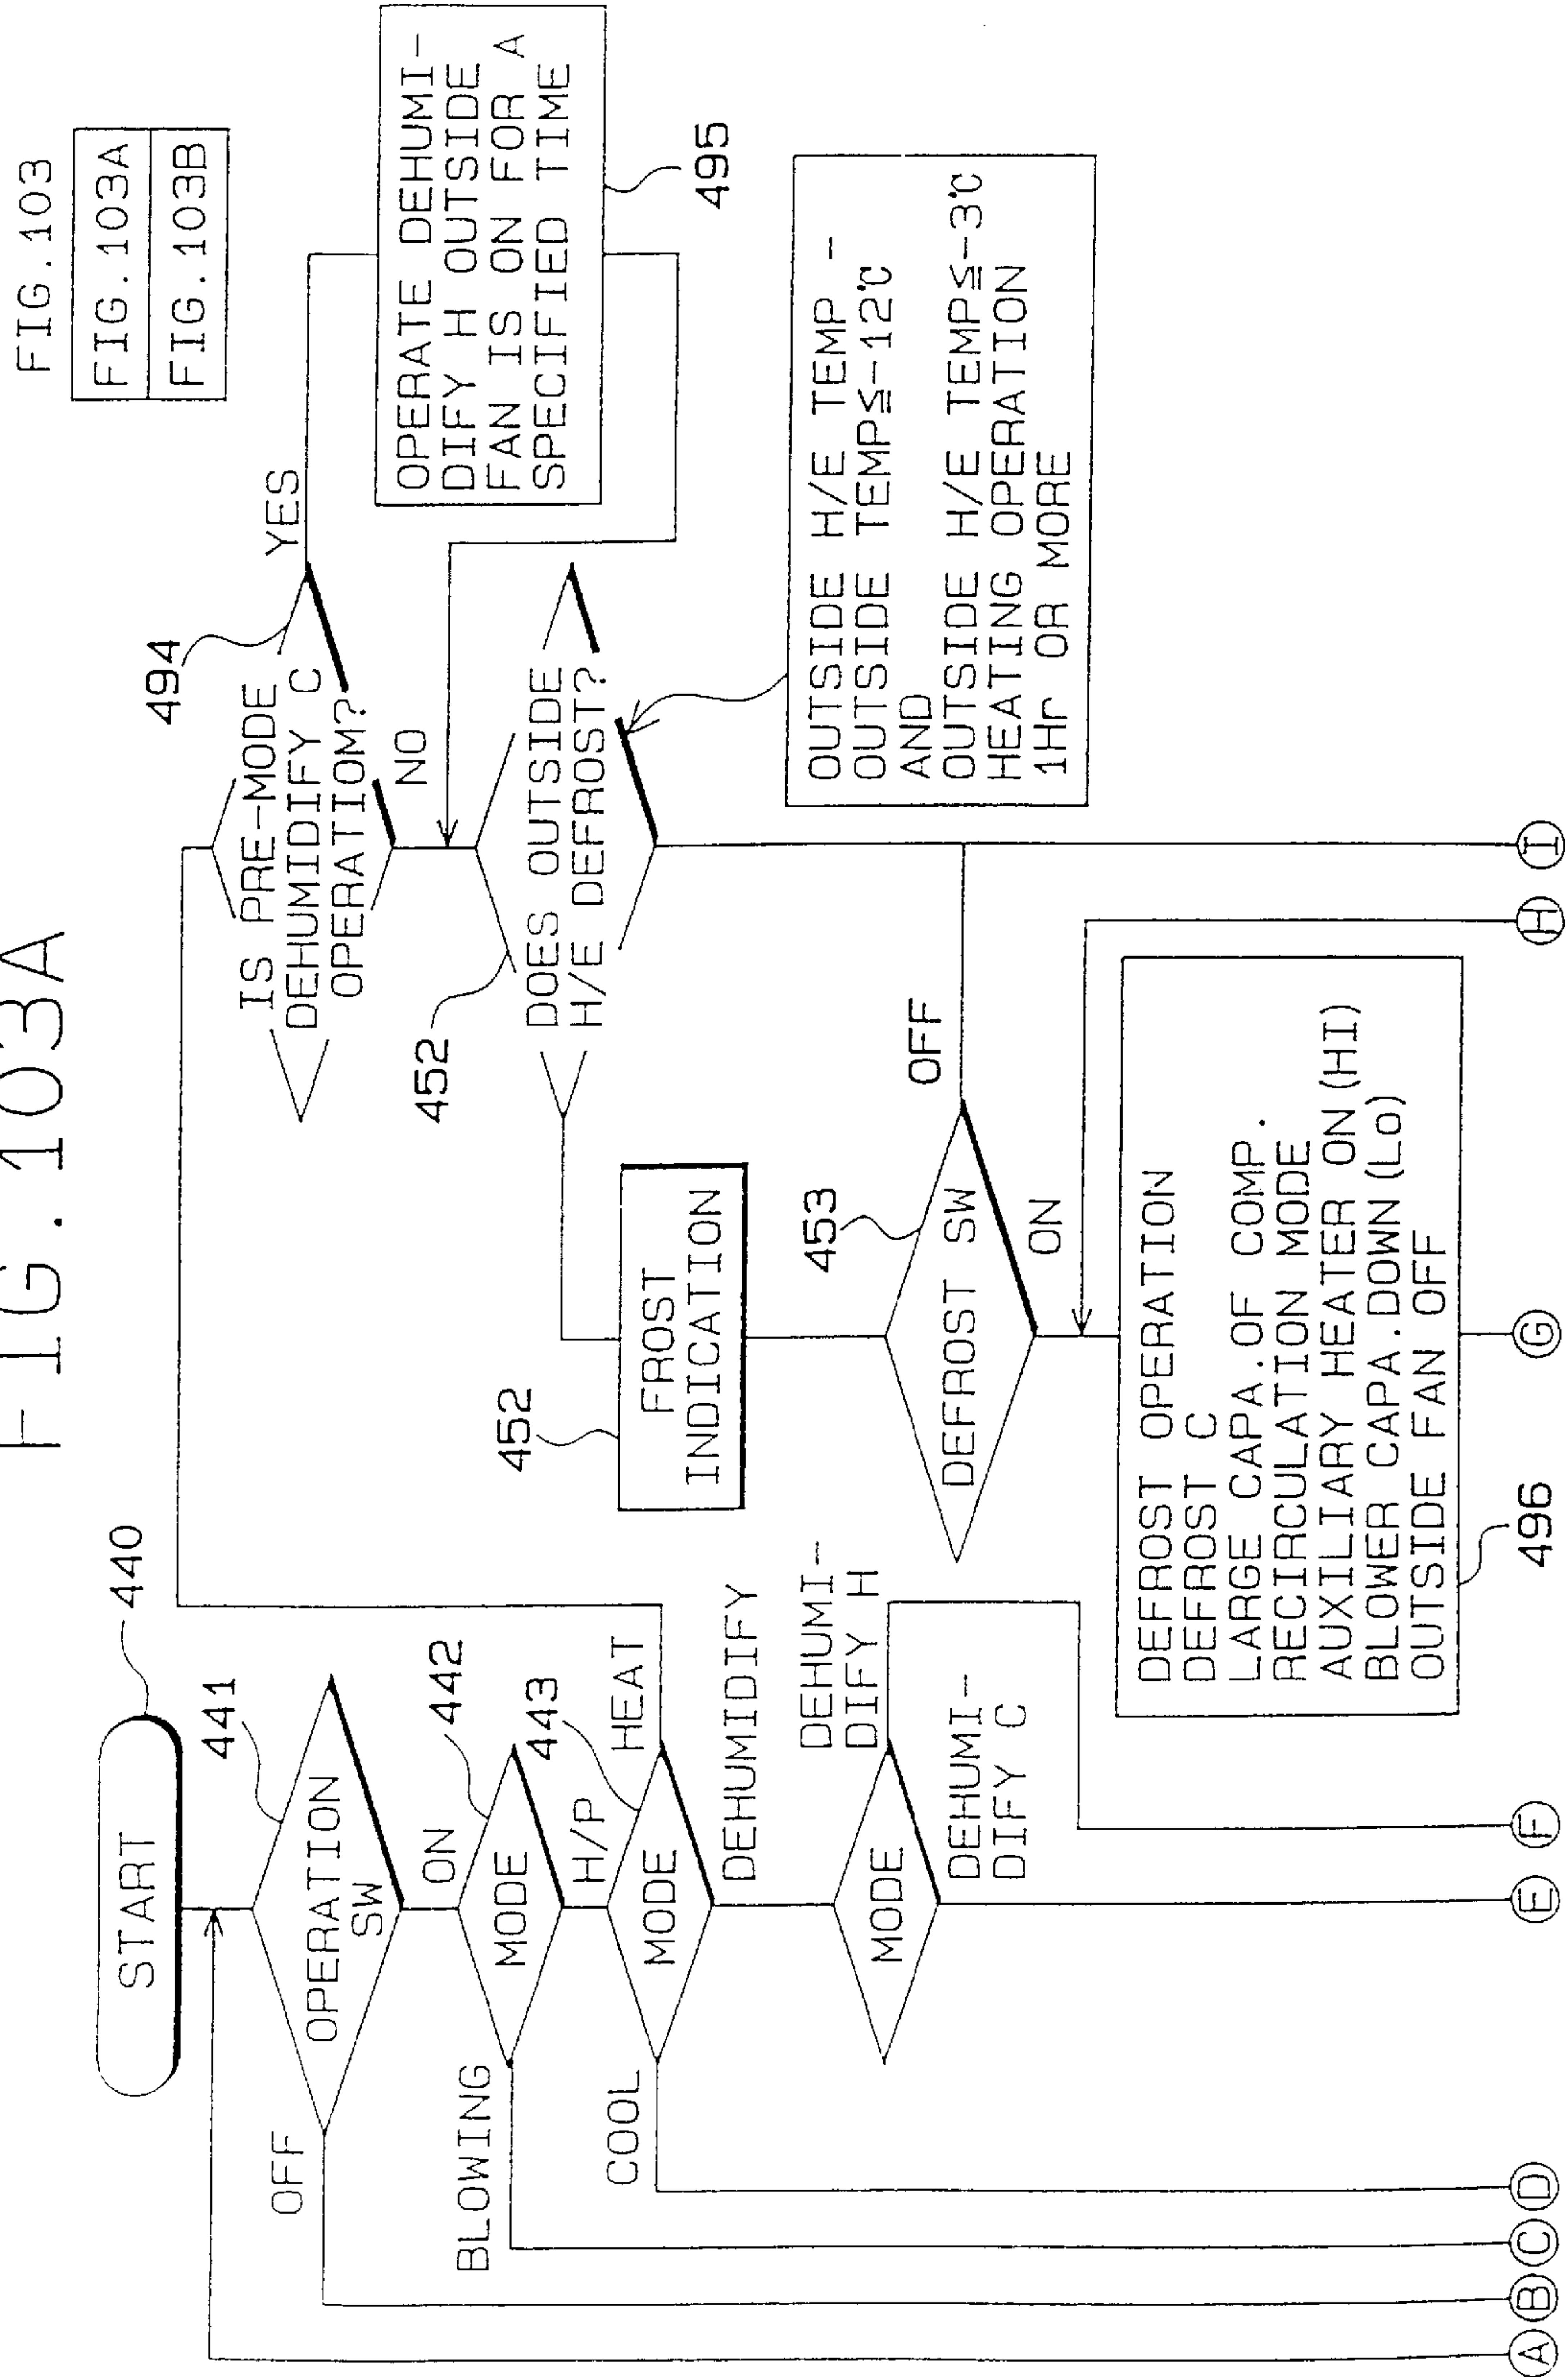 FIG. 103A
FIG. 103
FIG. 103A
FIG. 103B
START
440
441
OPERATION
SW
OFF
ON
442
MODE
BLOWING
H/P
443
MODE
COOL
HEAT
DEHUMIDIFY
MODE
DEHUMI-
DIFY H
DEHUMI-
DIFY C
494
IS PRE-MODE
DEHUMIDIFY C
OPERATIOM?
YES
NO
OPERATE DEHUMI-
DIFY H OUTSIDE
FAN IS ON FOR A
SPECIFIED TIME
495
452
DOES OUTSIDE
H/E DEFROST?
OUTSIDE H/E TEMP -
OUTSIDE TEMP≦-12℃
AND
OUTSIDE H/E TEMP≦-3℃
HEATING OPERATION
1Hr OR MORE
452
FROST
INDICATION
453
DEFROST SW
OFF
ON
DEFROST OPERATION
DEFROST C
LARGE CAPA.OF COMP.
RECIRCULATION MODE
AUXILIARY HEATER ON (HI)
BLOWER CAPA.DOWN (Lo)
OUTSIDE FAN OFF
496
A B C D E F G H I